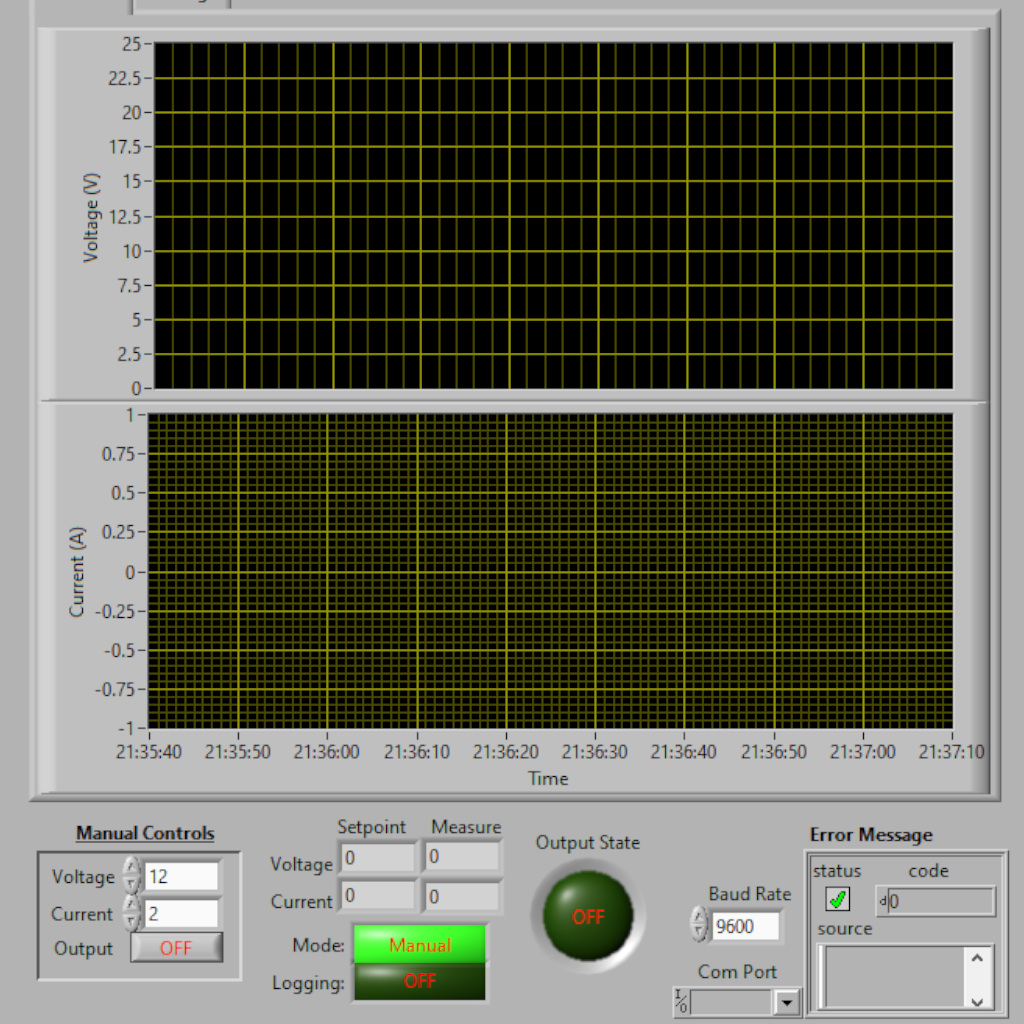 25
22.5
20
17.5
15
12.5
10
7.5
5
2.5
0
Voltage (V)
1
0.75
0.5
0.25
0
-0.25
-0.5
-0.75
-1
Current (A)
21:35:40 21:35:50 21:36:00 21:36:10 21:36:20 21:36:30 21:36:40 21:36:50 21:37:00 21:37:10
Time
Manual Controls
Voltage 12
Current 2
Output OFF
Setpoint Measure
Voltage 0 0
Current 0 0
Mode: Manual
Logging: OFF
Output State
OFF
Baud Rate
9600
Com Port
I/O
Error Message
status code
d 0
source